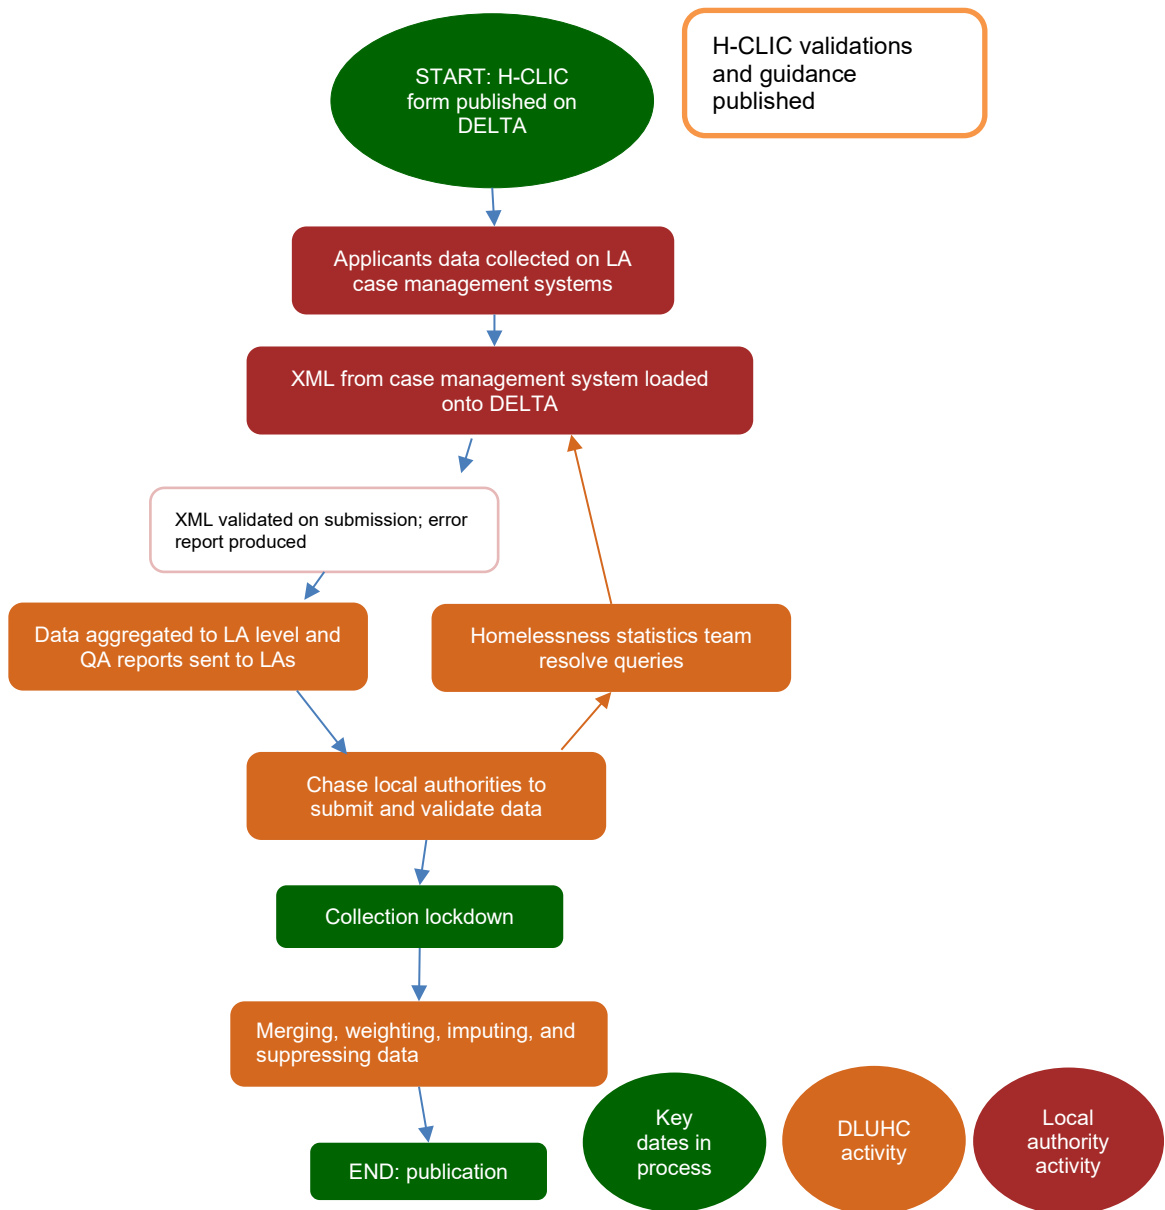 START: H-CLIC
form published on
DELTA
H-CLIC validations
and guidance
published
Applicants data collected on LA
case management systems
XML from case management system loaded
onto DELTA
XML validated on submission; error
report produced
Data aggregated to LA level and
QA reports sent to LAs
Homelessness statistics team
resolve queries
Chase local authorities to
submit and validate data
Collection lockdown
Merging, weighting, imputing, and
suppressing data
END: publication
Key
dates in
process
DLUHC
activity
Local
authority
activity